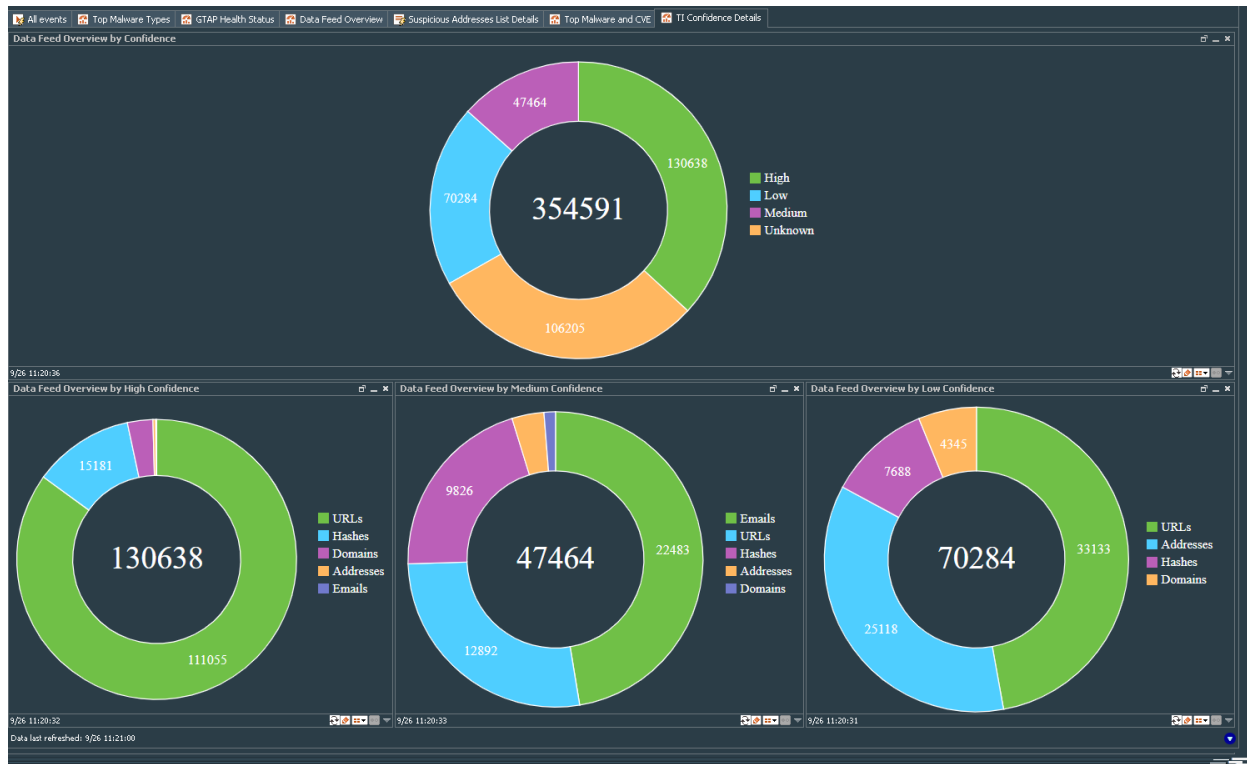 All events Top Malware Types GTAP Health Status Data Feed Overview Suspicious Addresses List Details Top Malware and CVE TI Confidence Details
Data Feed Overview by Confidence
47464
130638
70284
354591
106205
High
Low
Medium
Unknown
9/26 11:20:36
Data Feed Overview by High Confidence
15181
130638
111055
URLs
Hashes
Domains
Addresses
Emails
9/26 11:20:32
Data Feed Overview by Medium Confidence
9826
22483
47464
12892
Emails
URLs
Hashes
Addresses
Domains
9/26 11:20:33
Data Feed Overview by Low Confidence
4345
7688
33133
70284
25118
URLs
Addresses
Hashes
Domains
9/26 11:20:31
Data last refreshed: 9/26 11:21:00